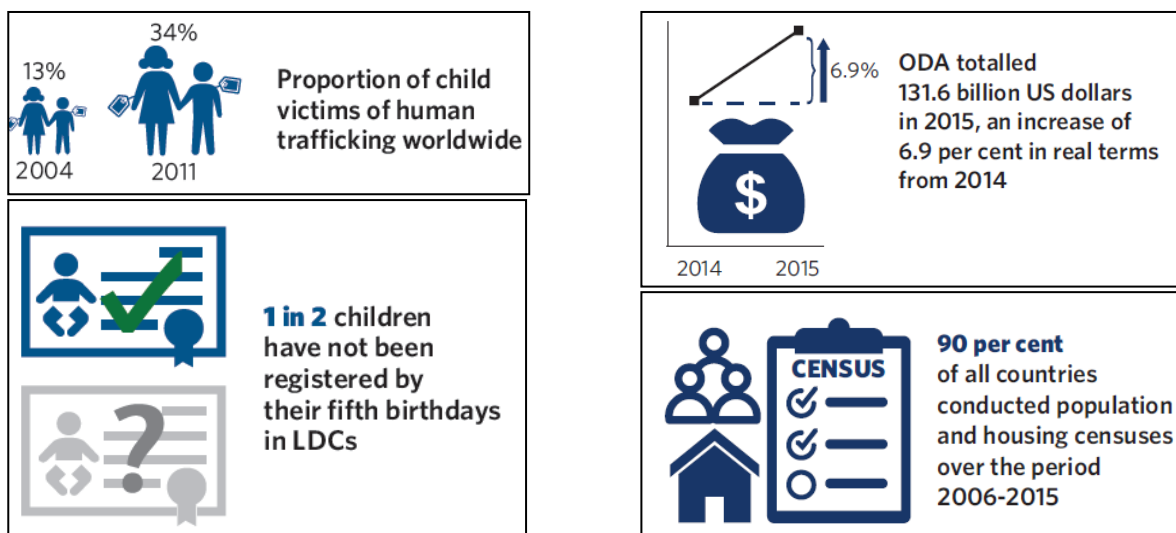 34%
13%
2004
2011
Proportion of child
victims of human
trafficking worldwide
1 in 2 children
have not been
registered by
their fifth birthdays
in LDCs
?
6.9%
$
2014
2015
ODA totalled
131.6 billion US dollars
in 2015, an increase of
6.9 per cent in real terms
from 2014
CENSUS
90 per cent
of all countries
conducted population
and housing censuses
over the period
2006-2015